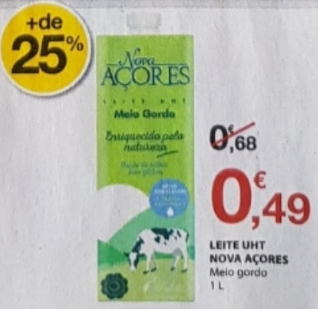 +de
25%
Nova
AÇORES
LEITE UHT
Meio Gordo
Enriquecido pela
natureza
0,68
0,€49
LEITE UHT
NOVA AÇORES
Meio gordo
1 L